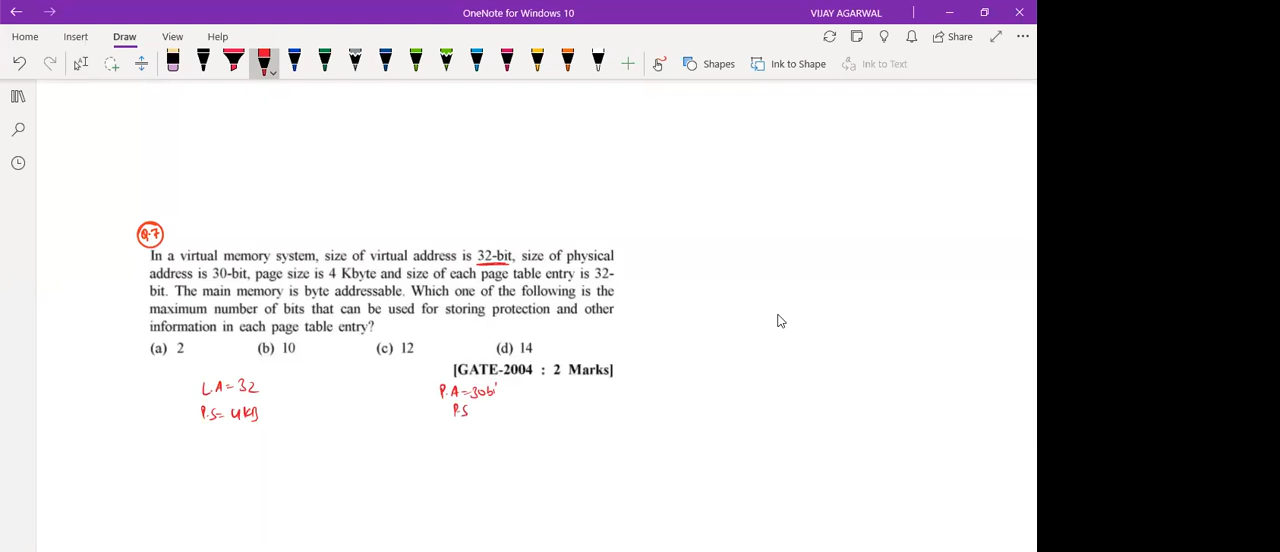 OneNote for Windows 10
VIJAY AGARWAL
Home Insert Draw View Help
Share
Shapes Ink to Shape Ink to Text
Q.7
In a virtual memory system, size of virtual address is 32-bit, size of physical
address is 30-bit, page size is 4 Kbyte and size of each page table entry is 32-
bit. The main memory is byte addressable. Which one of the following is the
maximum number of bits that can be used for storing protection and other
information in each page table entry?
(a) 2 (b) 10 (c) 12 (d) 14
[GATE-2004 : 2 Marks]
L A = 32 P.A = 30bi
P.S = 4KB P.S